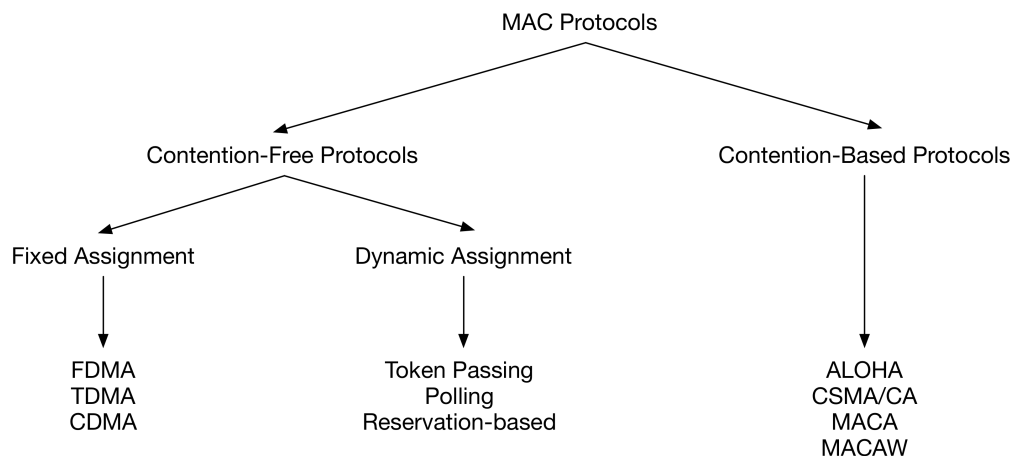 MAC Protocols
Contention-Free Protocols
Contention-Based Protocols
Fixed Assignment
Dynamic Assignment
FDMA
TDMA
CDMA
Token Passing
Polling
Reservation-based
ALOHA
CSMA/CA
MACA
MACAW